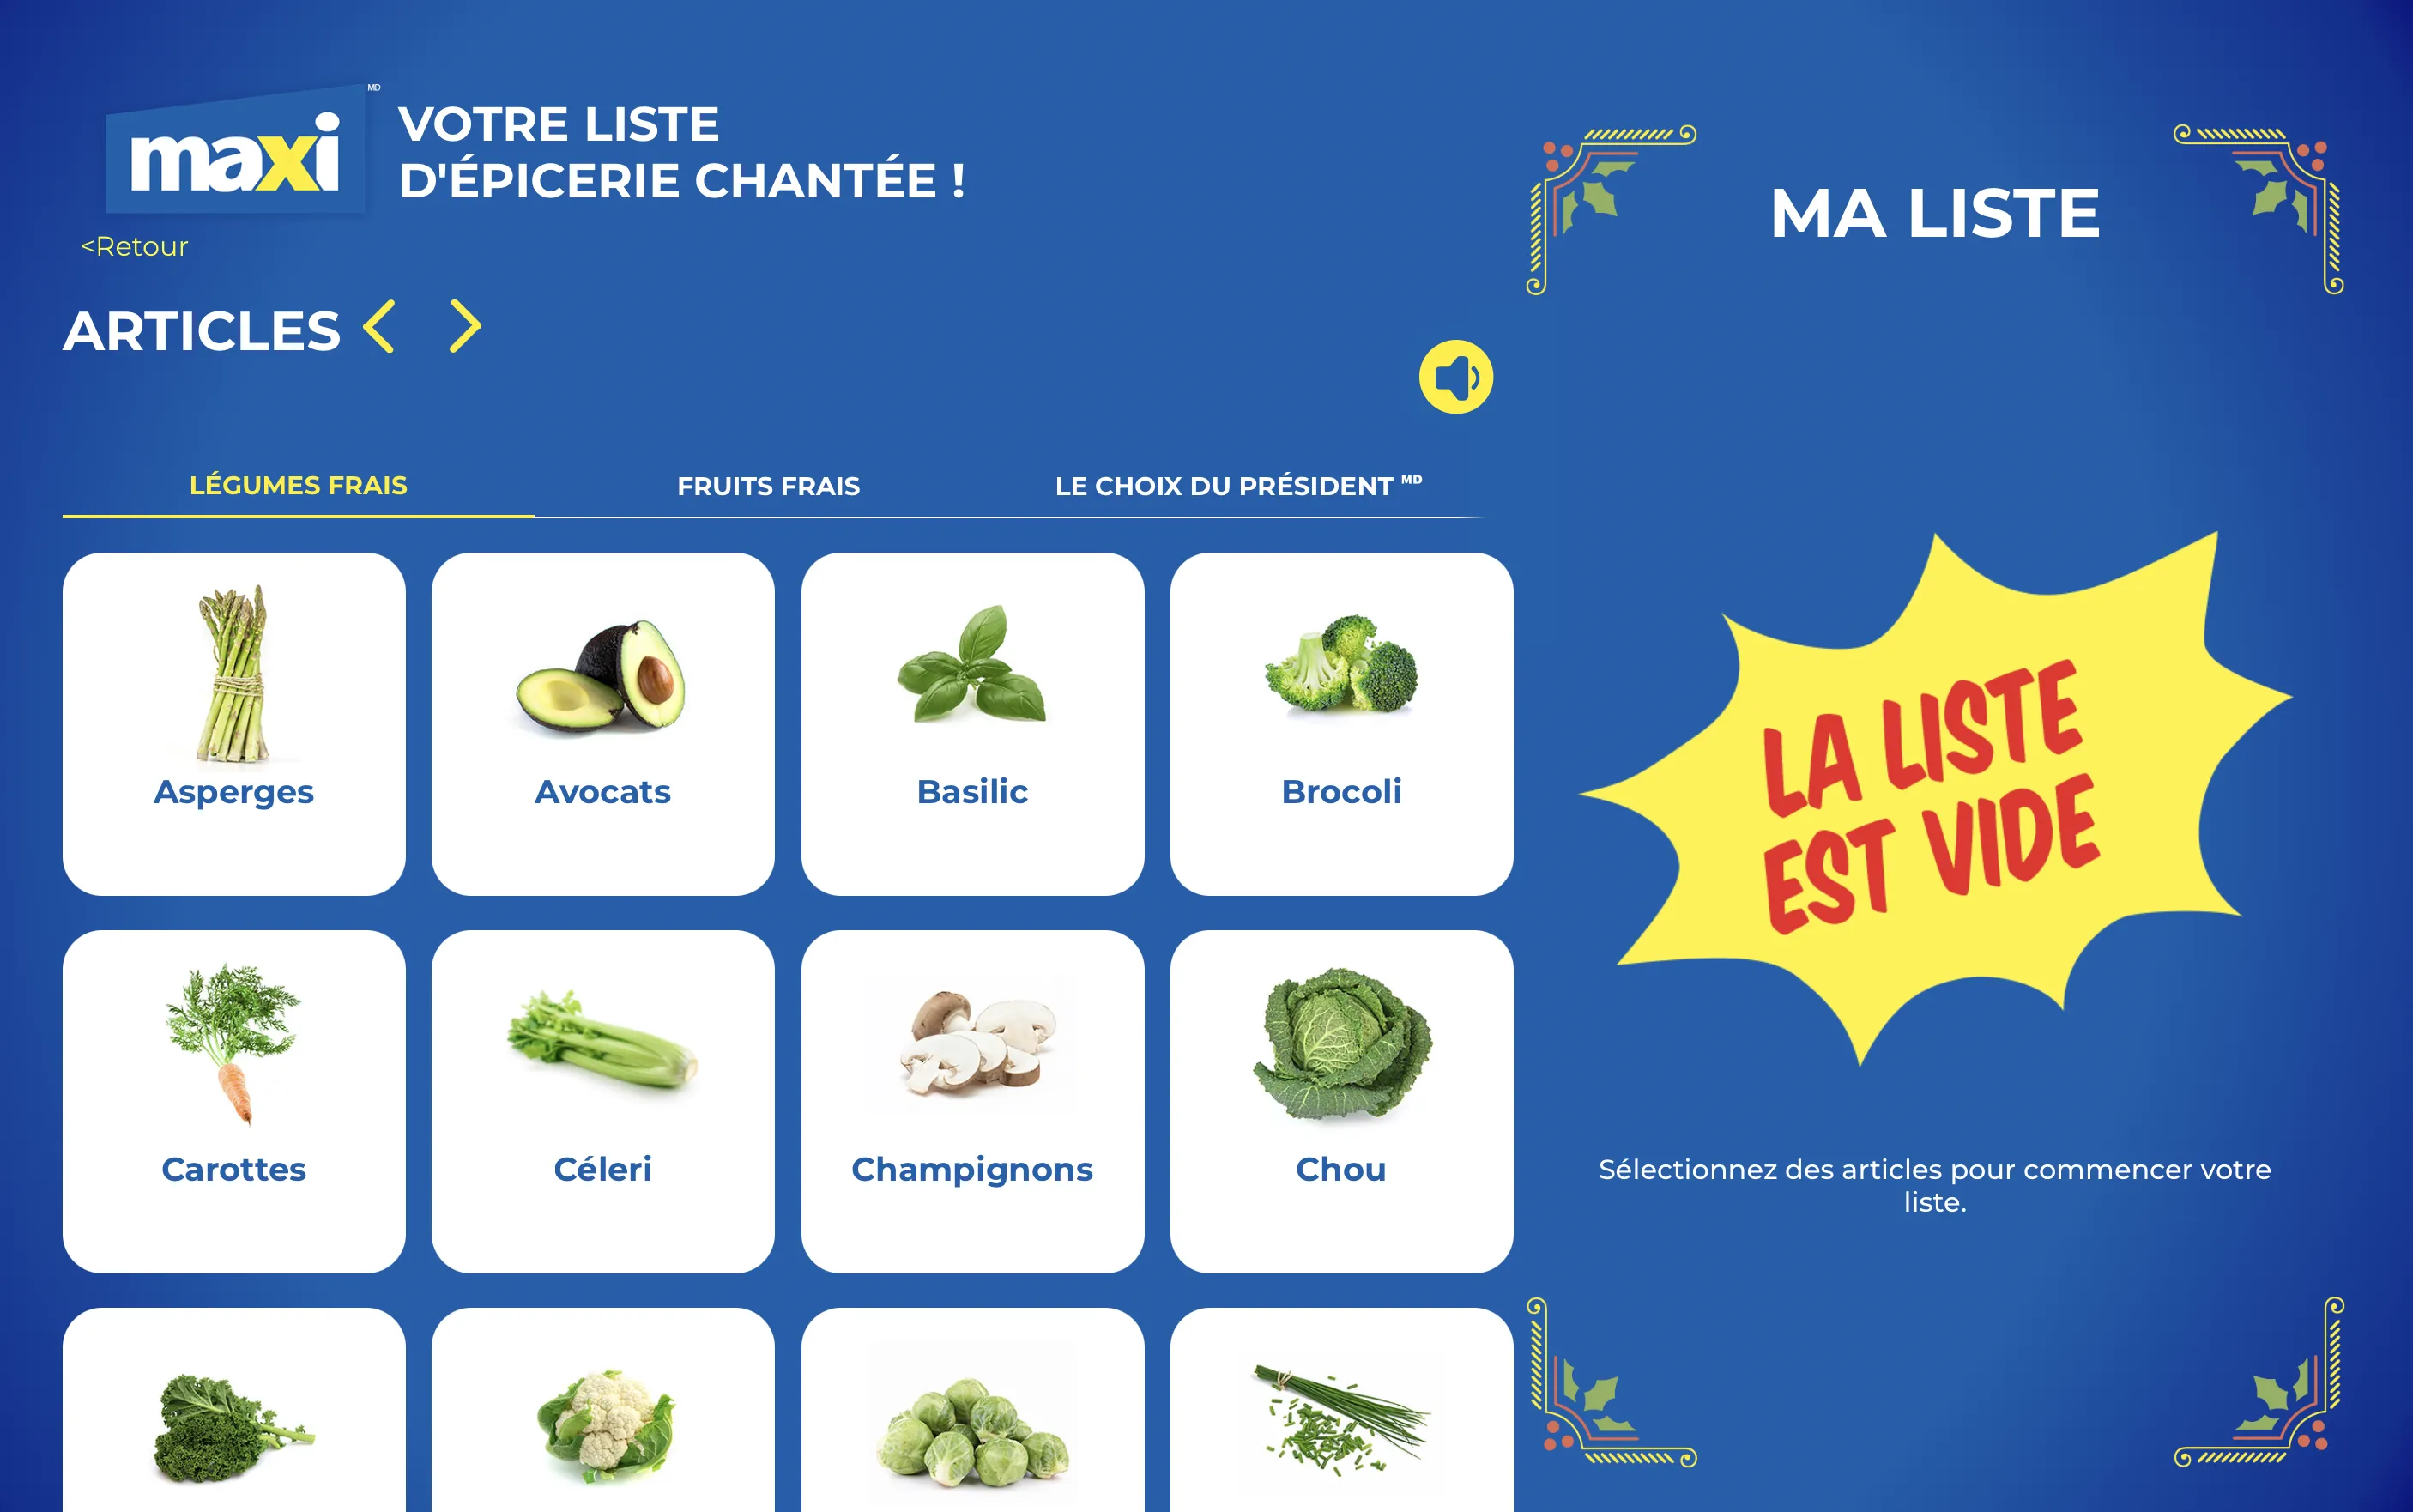 maxi MD
VOTRE LISTE
D'ÉPICERIE CHANTÉE !
<Retour
ARTICLES
LÉGUMES FRAIS
FRUITS FRAIS
LE CHOIX DU PRÉSIDENT MD
Asperges
Avocats
Basilic
Brocoli
Carottes
Céleri
Champignons
Chou
MA LISTE
LA LISTE
EST VIDE
Sélectionnez des articles pour commencer votre
liste.